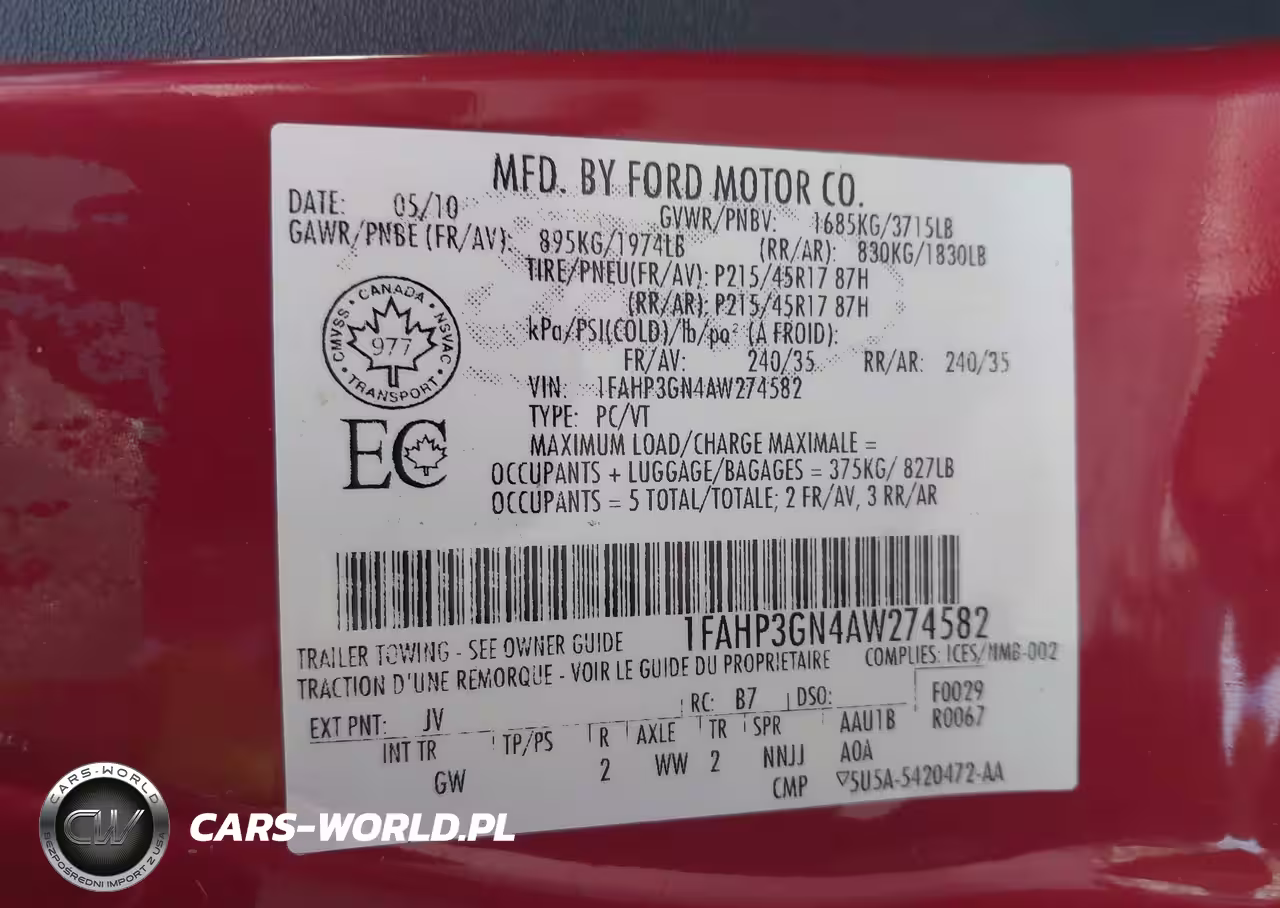 MFD. BY FORD MOTOR CO.
DATE: 05/10 GVWR/PNBV: 1685KG/3715LB
GAWR/PNBE (FR/AV): 895KG/1974LB (RR/AR): 830KG/1830LB
TIRE/PNEU(FR/AV): P215/45R17 87H
(RR/AR): P215/45R17 87H
kPa/PSI(COLD)/lb/po² (A FROID):
FR/AV: 240/35 RR/AR: 240/35
VIN: 1FAHP3GN4AW274582
TYPE: PC/VT
MAXIMUM LOAD/CHARGE MAXIMALE =
OCCUPANTS + LUGGAGE/BAGAGES = 375KG/ 827LB
OCCUPANTS = 5 TOTAL/TOTALE; 2 FR/AV, 3 RR/AR
CANADA • NSVAC • TRANSPORT • CMVSS •
977
EC
1FAHP3GN4AW274582
TRAILER TOWING - SEE OWNER GUIDE
TRACTION D'UNE REMORQUE - VOIR LE GUIDE DU PROPRIETAIRE
COMPLIES: ICES/NMB-002
EXT PNT: JV RC: B7 DSO: F0029
INT TR TP/PS R AXLE TR SPR AAU1B R0067
GW 2 WW 2 NNJJ A0A
CMP ▽5U5A-5420472-AA
CARS-WORLD
CW
BEZPOŚREDNI IMPORT Z USA
CARS-WORLD.PL